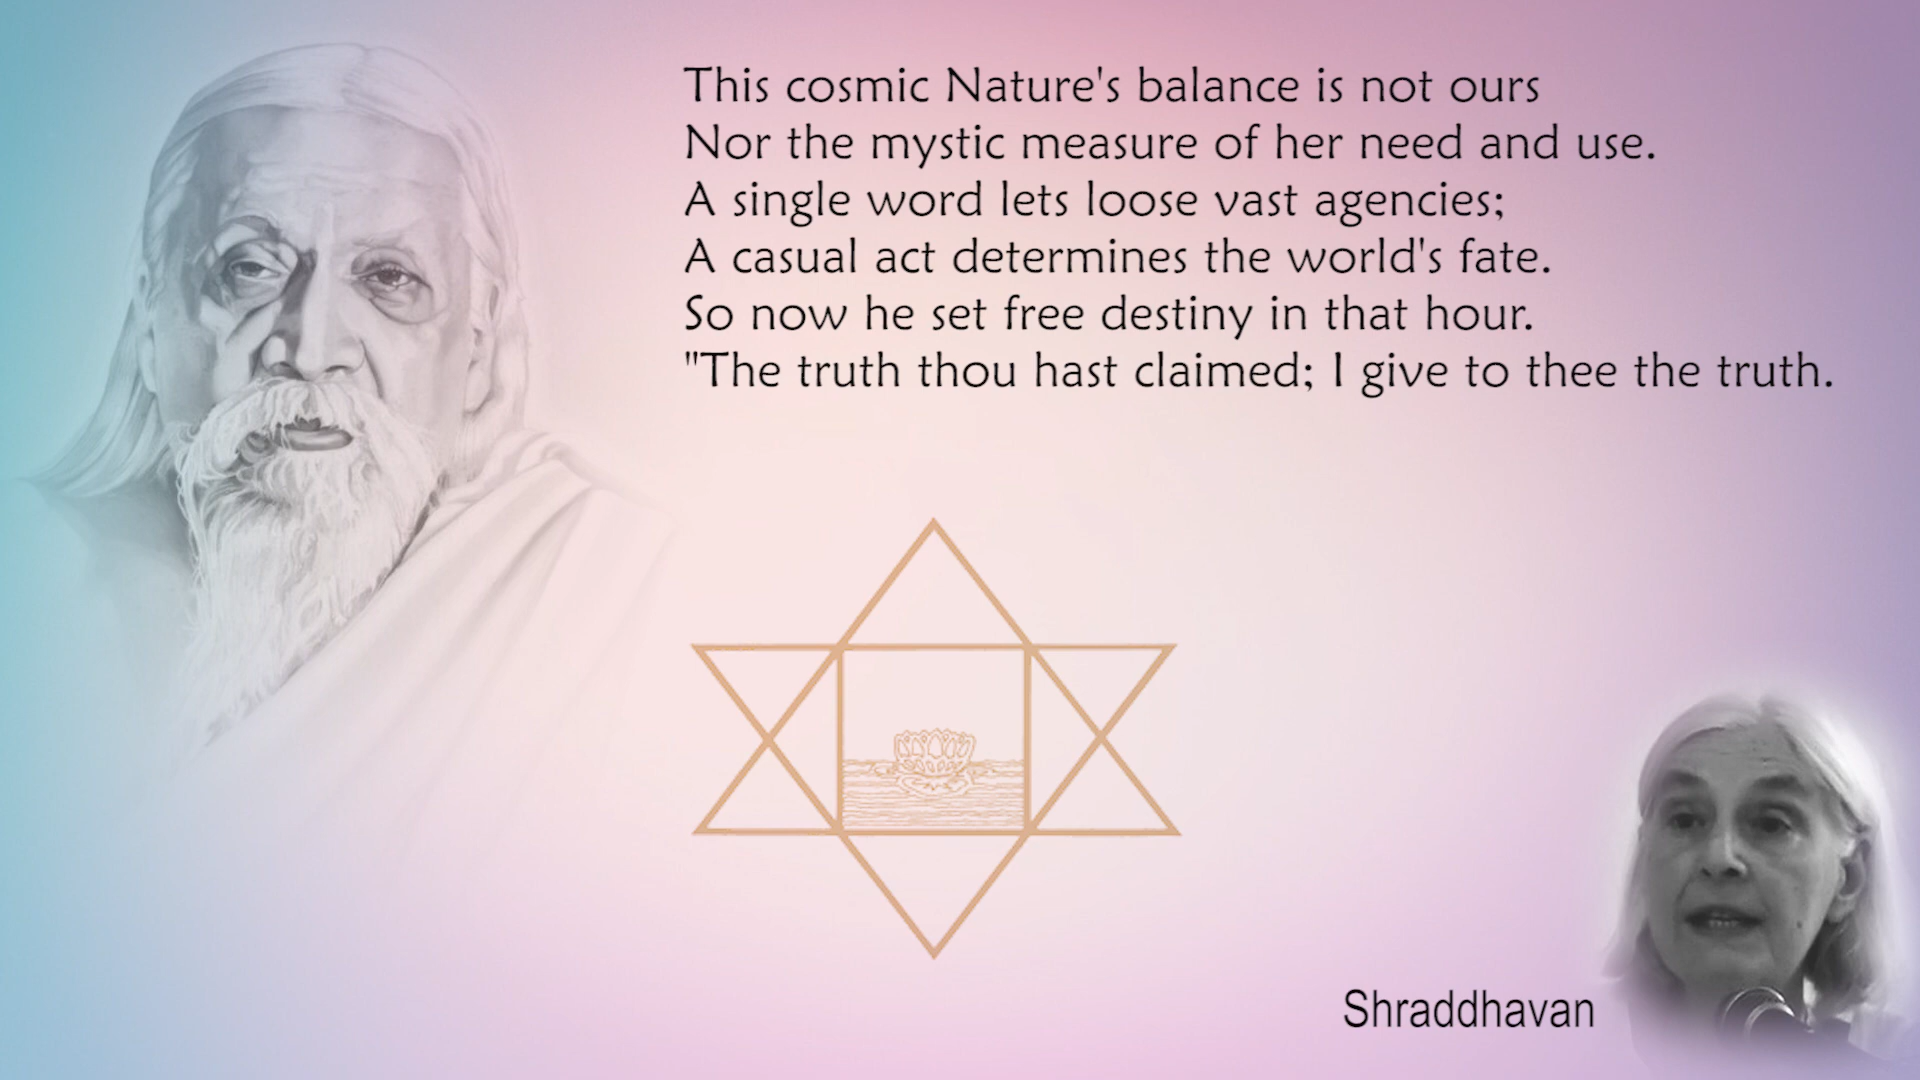 This cosmic Nature's balance is not ours
Nor the mystic measure of her need and use.
A single word lets loose vast agencies;
A casual act determines the world's fate.
So now he set free destiny in that hour.
"The truth thou hast claimed; I give to thee the truth.
Shraddhavan